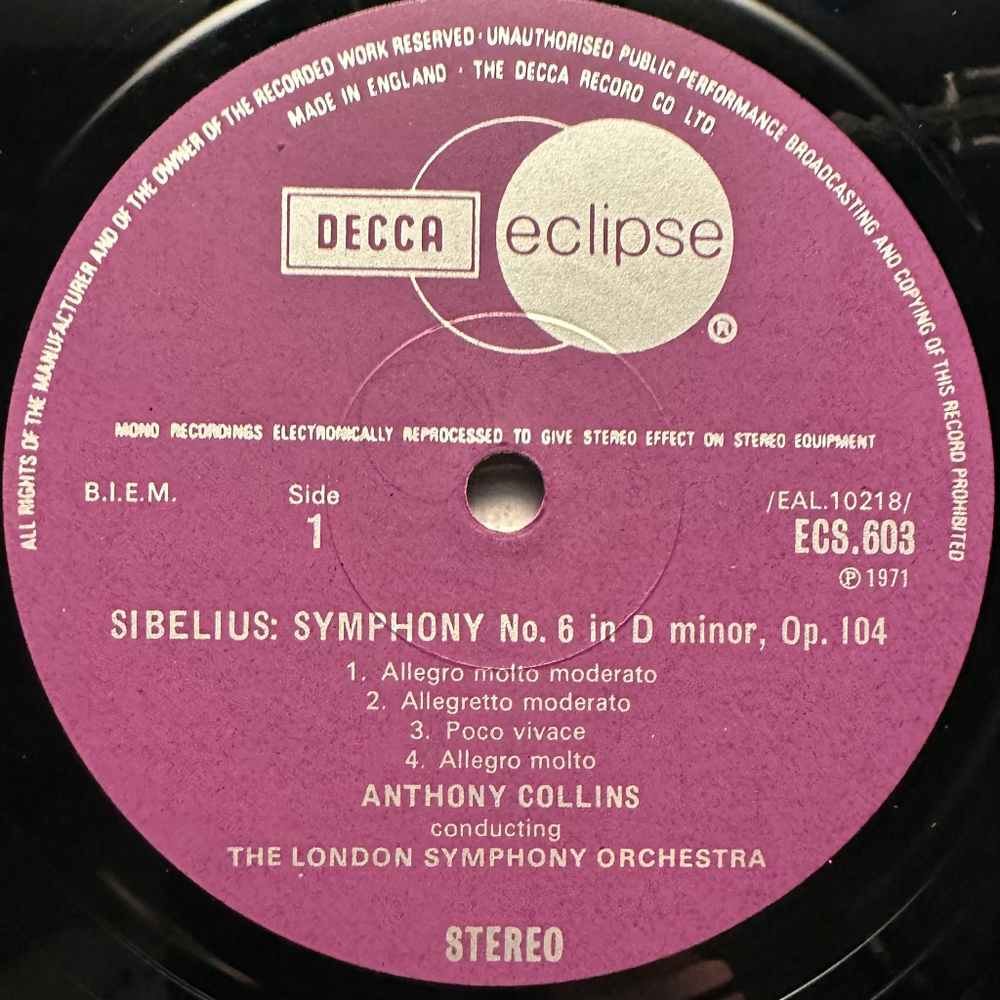 ALL RIGHTS OF THE MANUFACTURER AND OF THE OWNER OF THE RECORDED WORK RESERVED · UNAUTHORISED PUBLIC PERFORMANCE BROADCASTING AND COPYING OF THIS RECORD PROHIBITED
MADE IN ENGLAND · THE DECCA RECORD CO LTD.
DECCA eclipse
®
MONO RECORDINGS ELECTRONICALLY REPROCESSED TO GIVE STEREO EFFECT ON STEREO EQUIPMENT
B.I.E.M. Side /EAL.10218/
1 ECS.603
℗ 1971
SIBELIUS: SYMPHONY No. 6 in D minor, Op. 104
1. Allegro molto moderato
2. Allegretto moderato
3. Poco vivace
4. Allegro molto
ANTHONY COLLINS
conducting
THE LONDON SYMPHONY ORCHESTRA
STEREO